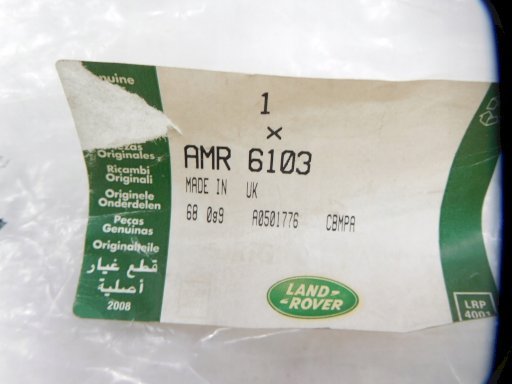 1
×
AMR 6103
MADE IN UK
68 0g9 A0501776 CBMPA
LAND-
-ROVER
LRP
4001
Originales
Ricambi
Originali
Originele
Onderdelen
Peças
Genuinas
Originalteile
قطع غيار
أصلية
2008